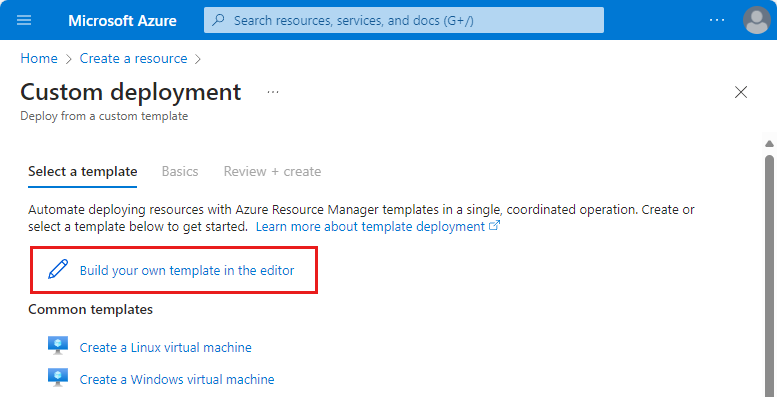 Microsoft Azure
Search resources, services, and docs (G+/)
Home > Create a resource >
Custom deployment ...
Deploy from a custom template
Select a template Basics Review + create
Automate deploying resources with Azure Resource Manager templates in a single, coordinated operation. Create or
select a template below to get started. Learn more about template deployment
Build your own template in the editor
Common templates
Create a Linux virtual machine
Create a Windows virtual machine